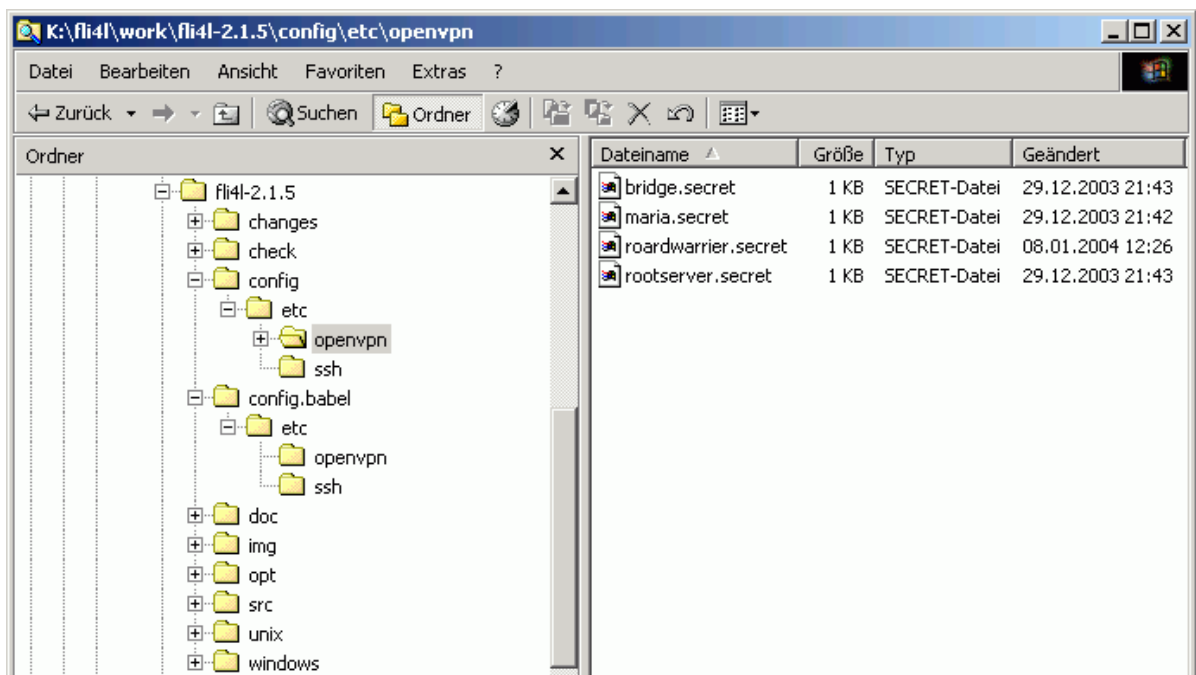 K:\fli4l\work\fli4l-2.1.5\config\etc\openvpn
Datei Bearbeiten Ansicht Favoriten Extras ?
Zurück Suchen Ordner
Ordner
fli4l-2.1.5
changes
check
config
etc
openvpn
ssh
config.babel
etc
openvpn
ssh
doc
img
opt
src
unix
windows
Dateiname Größe Typ Geändert
bridge.secret 1 KB SECRET-Datei 29.12.2003 21:43
maria.secret 1 KB SECRET-Datei 29.12.2003 21:42
roardwarrier.secret 1 KB SECRET-Datei 08.01.2004 12:26
rootserver.secret 1 KB SECRET-Datei 29.12.2003 21:43